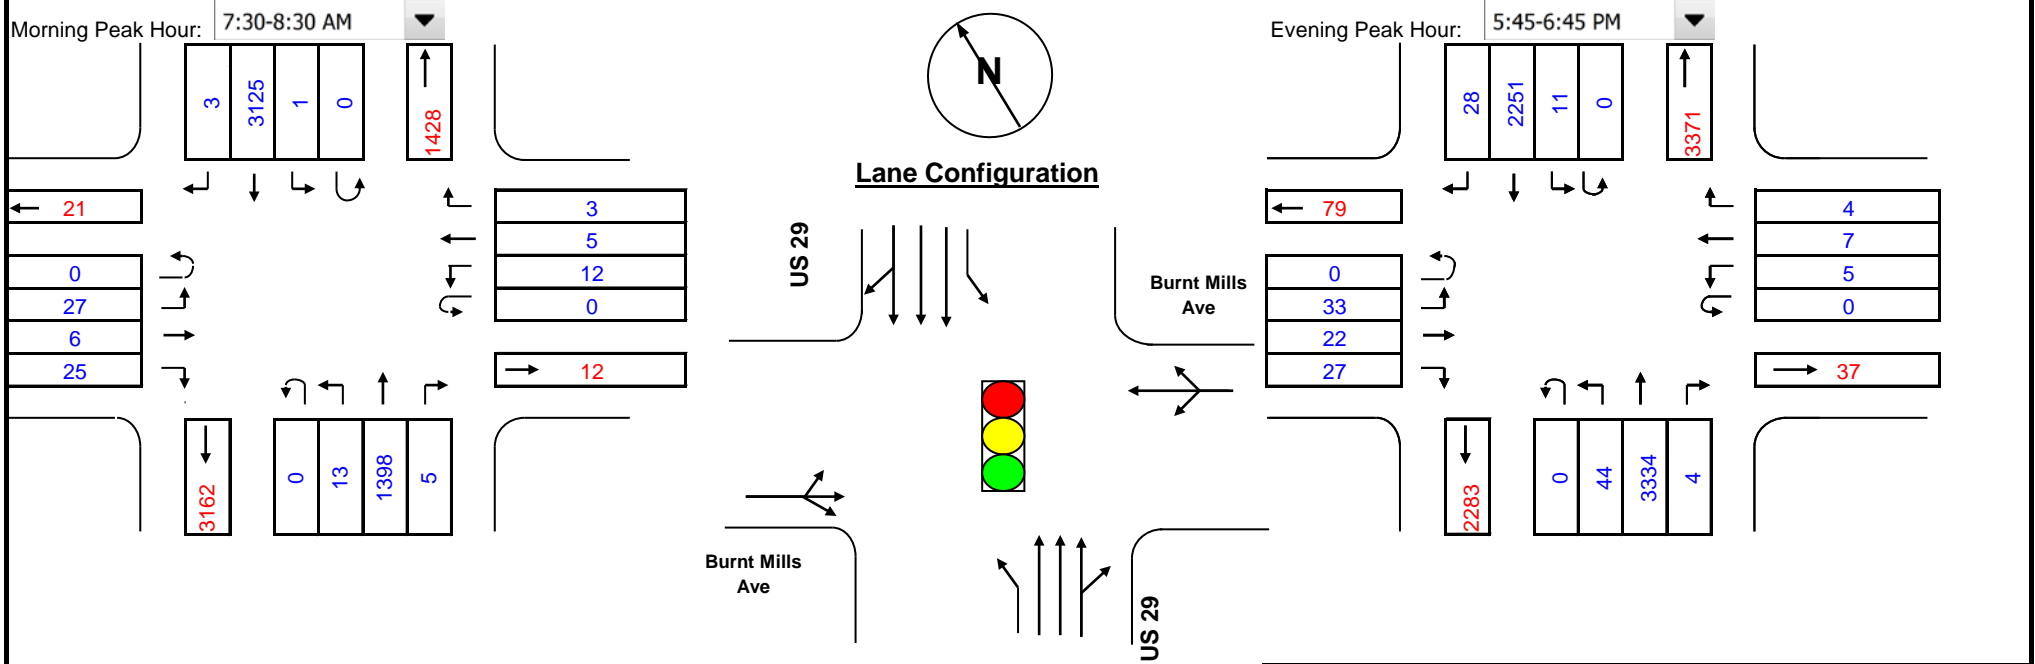 Morning Peak Hour: 7:30-8:30 AM
3 3125 1 0 1428
21
0
27
6
25
3
5
12
0
12
3162 0 13 1398 5
N
Lane Configuration
US 29
Burnt Mills
Ave
Burnt Mills
Ave
US 29
Evening Peak Hour: 5:45-6:45 PM
28 2251 11 0 3371
79
0
33
22
27
4
7
5
0
37
2283 0 44 3334 4